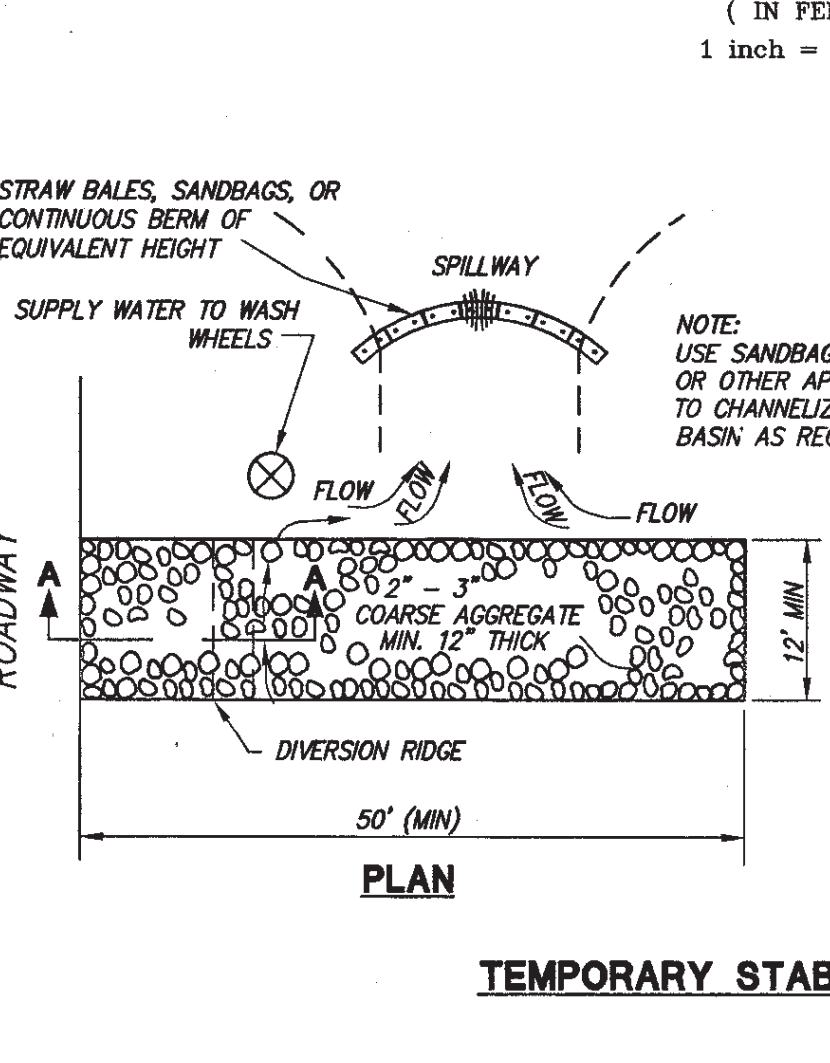 ( IN FEE
1 inch =
STRAW BALES, SANDBAGS, OR
CONTINUOUS BERM OF
EQUIVALENT HEIGHT
SPILLWAY
SUPPLY WATER TO WASH
WHEELS
NOTE:
USE SANDBAG
OR OTHER AP
TO CHANNELIZ
BASIN AS REQ
FLOW
FLOW
FLOW
FLOW
ROADWAY
A
A
2" - 3"
COARSE AGGREGATE
MIN. 12" THICK
12' MIN
DIVERSION RIDGE
50' (MIN)
PLAN
TEMPORARY STAB